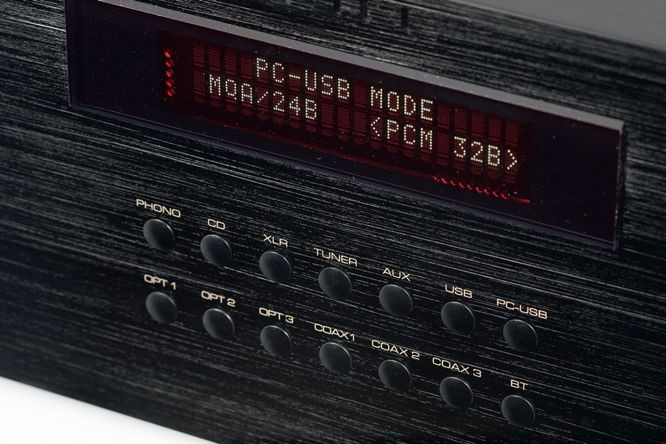 PC-USB MODE
MQA/24B <PCM 32B>
PHONO CD XLR TUNER AUX USB PC-USB
OPT 1 OPT 2 OPT 3 COAX1 COAX 2 COAX 3 BT